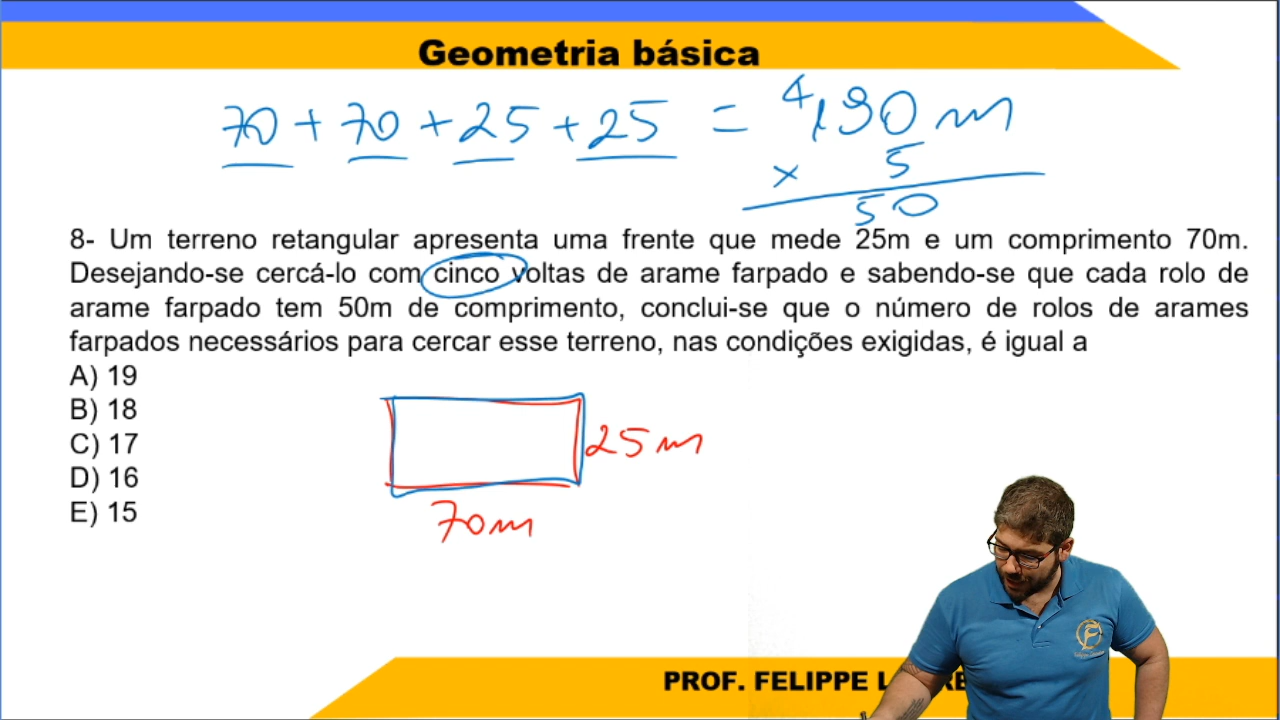 Geometria básica
70 + 70 + 25 + 25 = 190 m
4
x 5
50
8- Um terreno retangular apresenta uma frente que mede 25m e um comprimento 70m.
Desejando-se cercá-lo com cinco voltas de arame farpado e sabendo-se que cada rolo de
arame farpado tem 50m de comprimento, conclui-se que o número de rolos de arames
farpados necessários para cercar esse terreno, nas condições exigidas, é igual a
A) 19
B) 18
C) 17
D) 16
E) 15
25m
70m
PROF. FELIPPE